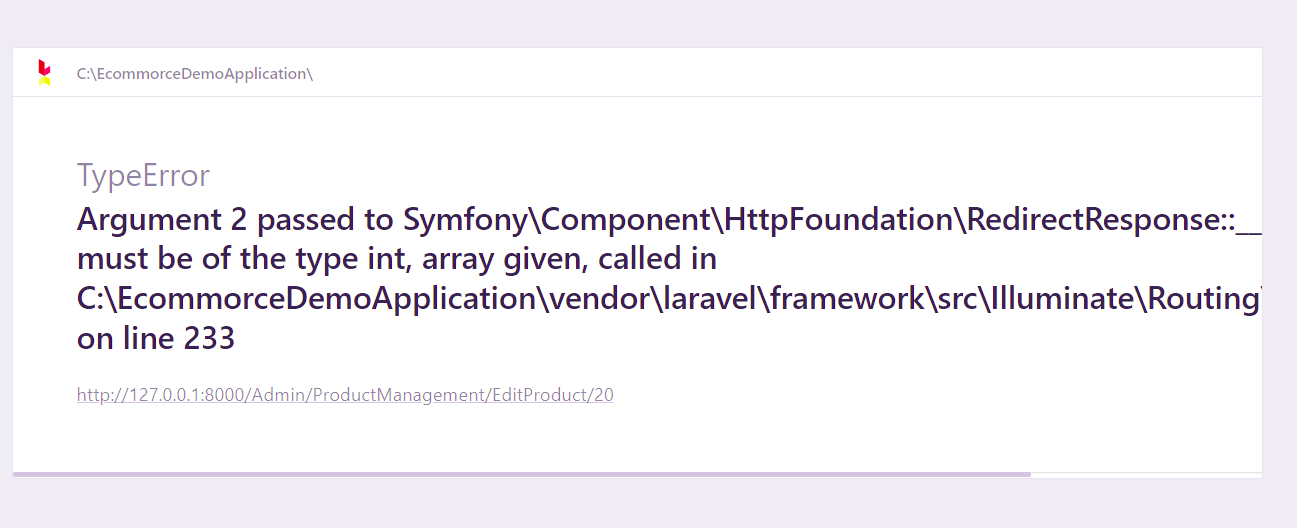 C:\EcommorceDemoApplication\
TypeError
Argument 2 passed to Symfony\Component\HttpFoundation\RedirectResponse::__
must be of the type int, array given, called in
C:\EcommorceDemoApplication\vendor\laravel\framework\src\Illuminate\Routing\
on line 233
http://127.0.0.1:8000/Admin/ProductManagement/EditProduct/20